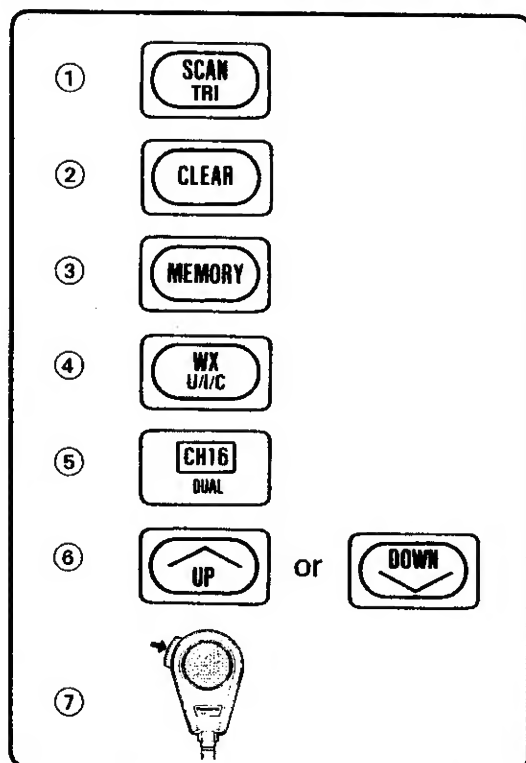 ①
SCAN
TRI
②
CLEAR
③
MEMORY
④
WX
U/I/C
⑤
CH16
DUAL
⑥
UP or DOWN
⑦